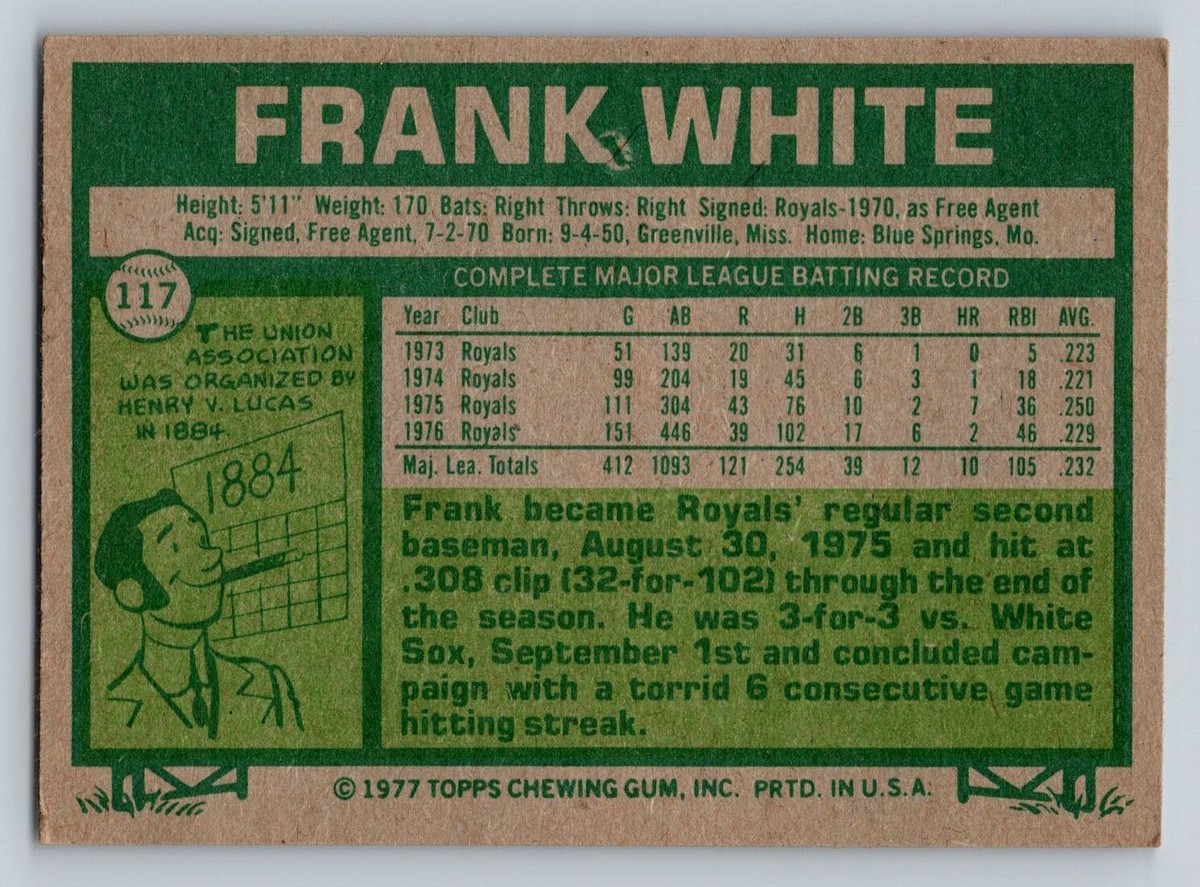 FRANK WHITE
Height: 5'11" Weight: 170 Bats: Right Throws: Right Signed: Royals-1970, as Free Agent
Acq: Signed, Free Agent, 7-2-70 Born: 9-4-50, Greenville, Miss. Home: Blue Springs, Mo.
117
THE UNION
ASSOCIATION
WAS ORGANIZED BY
HENRY V. LUCAS
IN 1884.
1884
COMPLETE MAJOR LEAGUE BATTING RECORD
Year Club G AB R H 2B 3B HR RBI AVG.
1973 Royals 51 139 20 31 6 1 0 5 .223
1974 Royals 99 204 19 45 6 3 1 18 .221
1975 Royals 111 304 43 76 10 2 7 36 .250
1976 Royals 151 446 39 102 17 6 2 46 .229
Maj. Lea. Totals 412 1093 121 254 39 12 10 105 .232
Frank became Royals' regular second
baseman, August 30, 1975 and hit at
.308 clip (32-for-102) through the end of
the season. He was 3-for-3 vs. White
Sox, September 1st and concluded cam-
paign with a torrid 6 consecutive game
hitting streak.
© 1977 TOPPS CHEWING GUM, INC. PRTD. IN U.S.A.